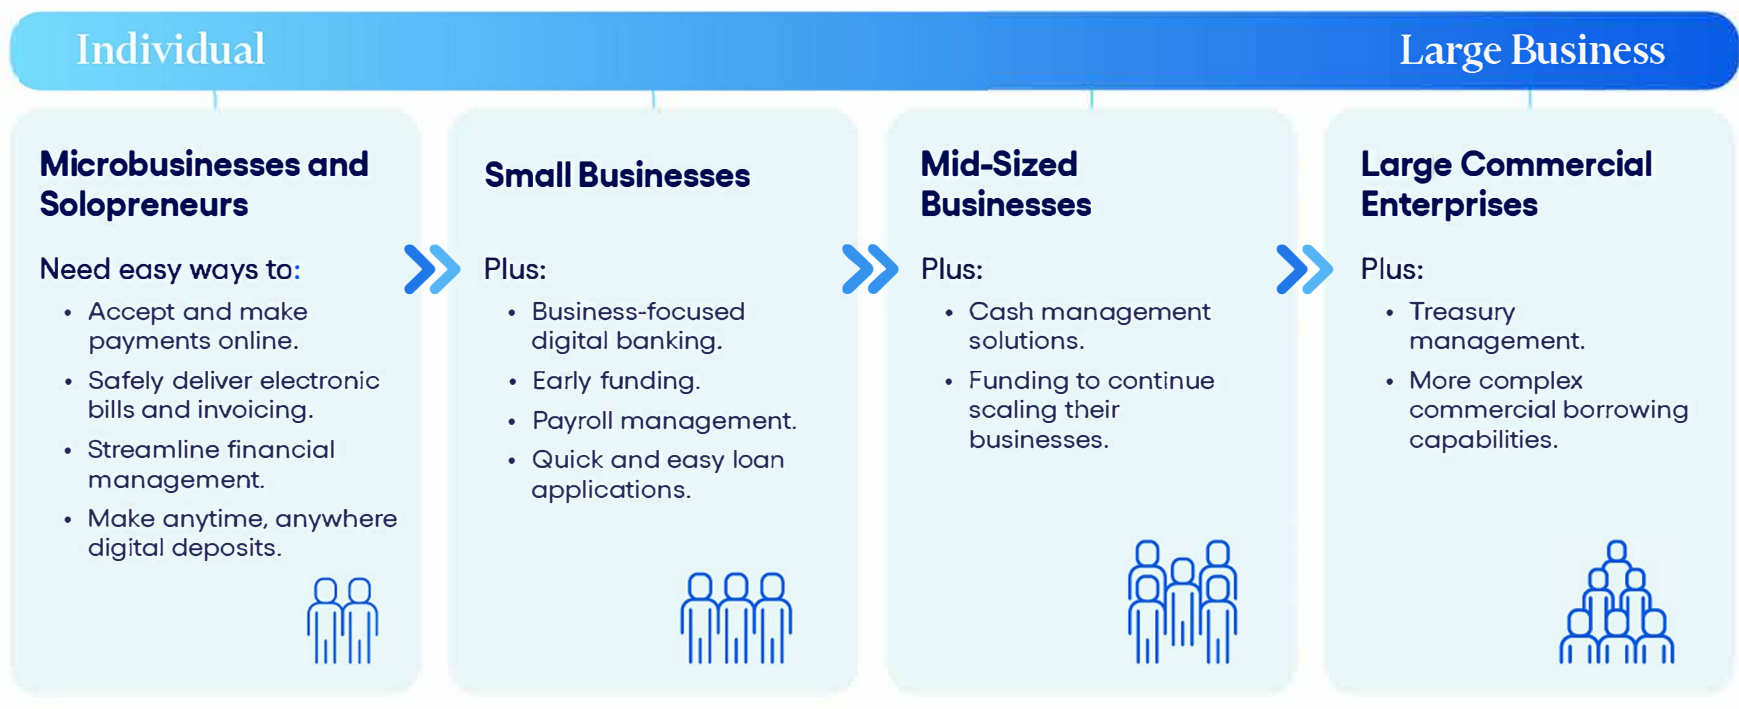 Individual
Large Business
Microbusinesses and
Solopreneurs
Need easy ways to:
• Accept and make
payments online.
• Safely deliver electronic
bills and invoicing.
• Streamline financial
management.
• Make anytime, anywhere
digital deposits.
Small Businesses
Plus:
• Business-focused
digital banking.
• Early funding.
• Payroll management.
• Quick and easy loan
applications.
Mid-Sized
Businesses
Plus:
• Cash management
solutions.
• Funding to continue
scaling their
businesses.
Large Commercial
Enterprises
Plus:
• Treasury
management.
• More complex
commercial borrowing
capabilities.